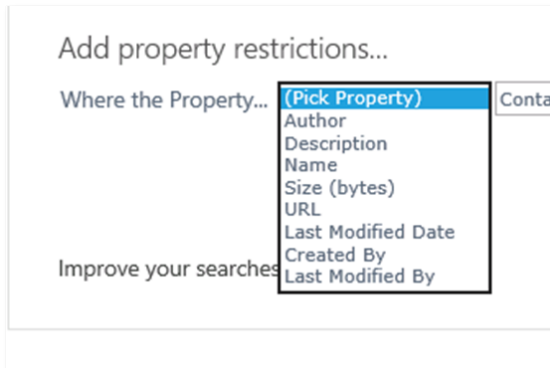 Add property restrictions...
Where the Property... (Pick Property) Conta
Author
Description
Name
Size (bytes)
URL
Last Modified Date
Created By
Improve your searches Last Modified By